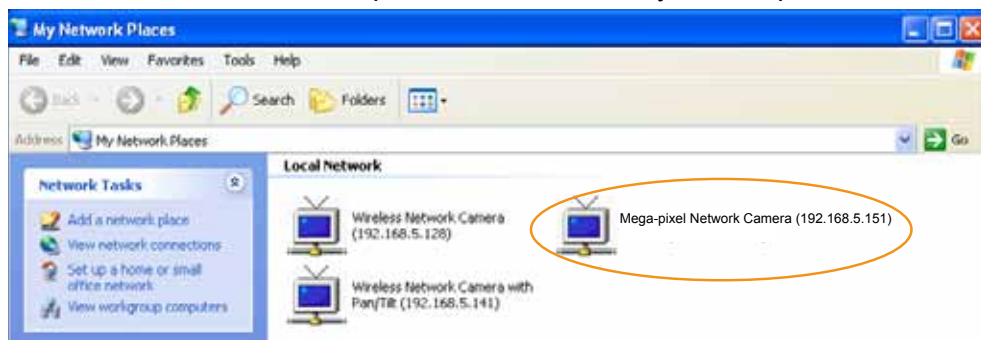 My Network Places
File Edit View Favorites Tools Help
Back Search Folders
Address My Network Places Go
Local Network
Network Tasks
Add a network place
View network connections
Set up a home or small
office network
View workgroup computers
Wireless Network Camera
(192.168.5.128)
Mega-pixel Network Camera (192.168.5.151)
Wireless Network Camera with
Pan/Tilt (192.168.5.141)